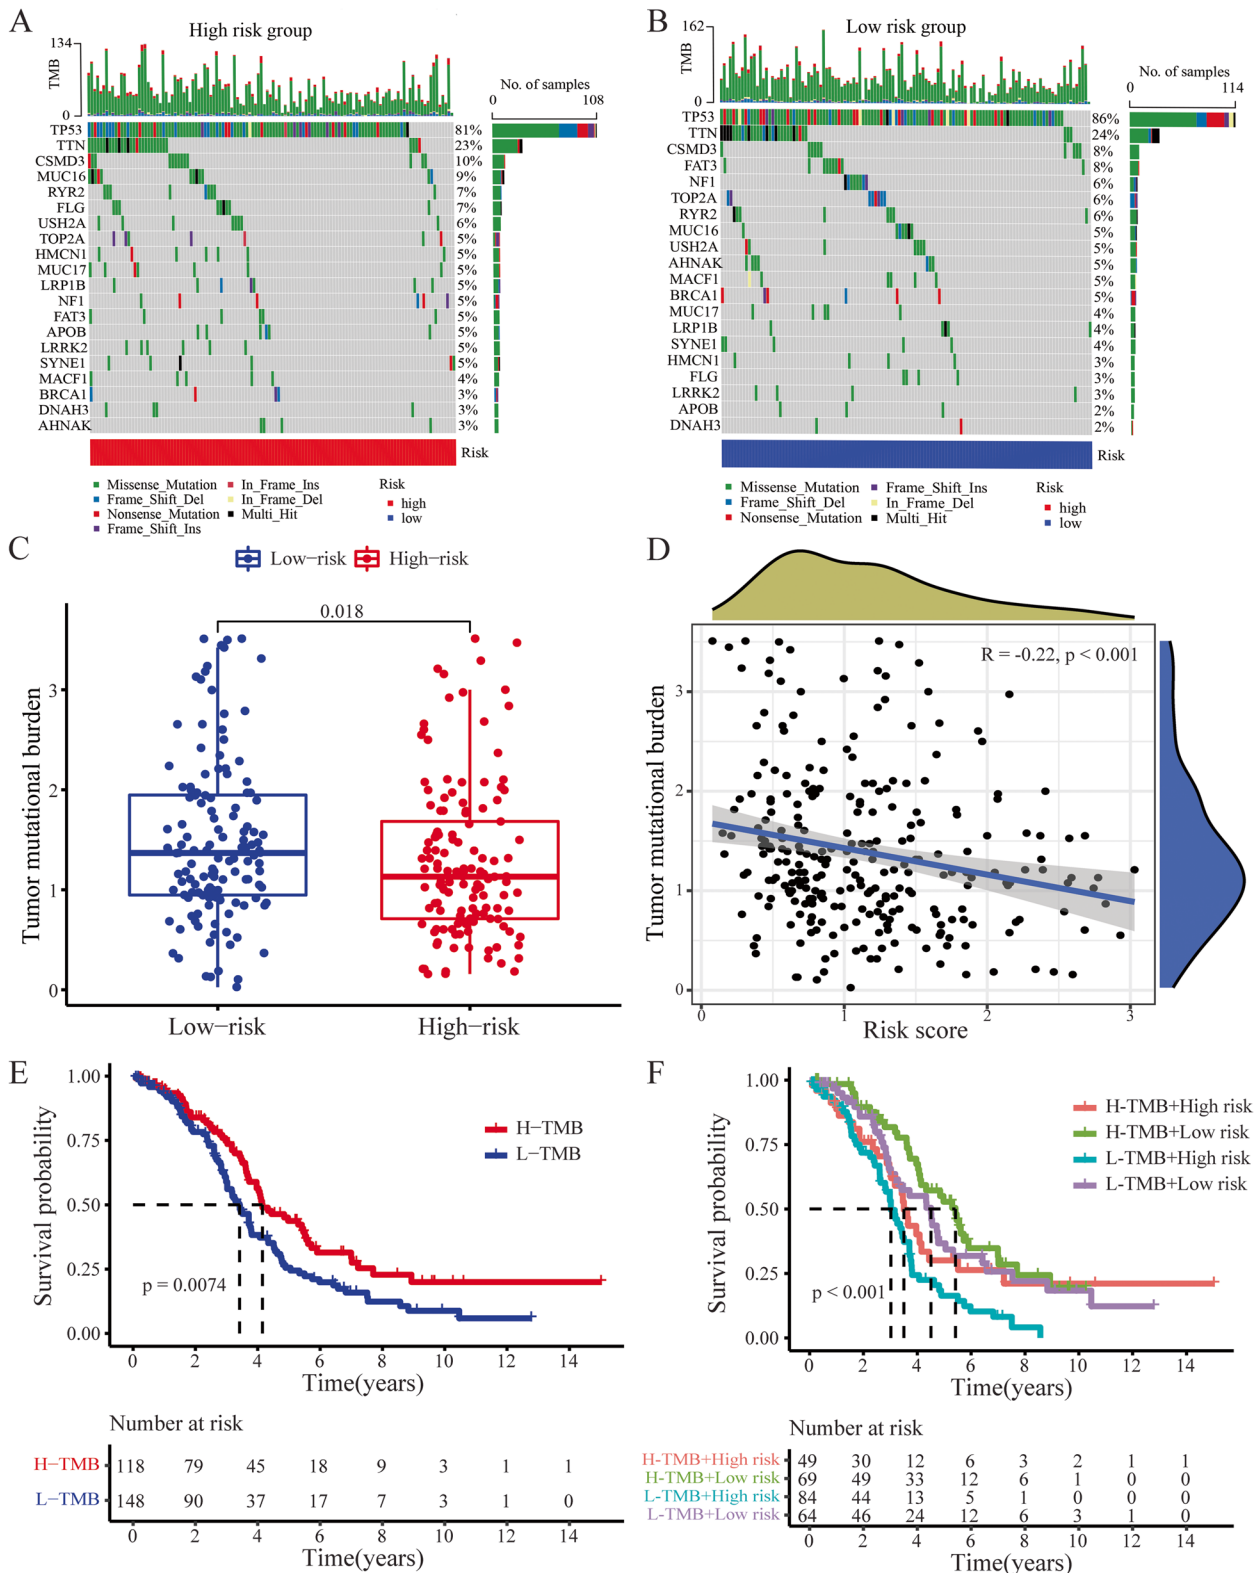 A
High risk group
134
TMB
0
No. of samples
0 108
TP53 81%
TTN 23%
CSMD3 10%
MUC16 9%
RYR2 7%
FLG 7%
USH2A 6%
TOP2A 5%
HMCN1 5%
MUC17 5%
LRP1B 5%
NF1 5%
FAT3 5%
APOB 5%
LRRK2 5%
SYNE1 5%
MACF1 4%
BRCA1 3%
DNAH3 3%
AHNAK 3%
Risk
Missense_Mutation In_Frame_Ins Risk
Frame_Shift_Del In_Frame_Del high
Nonsense_Mutation Multi_Hit low
Frame_Shift_Ins
B
Low risk group
162
TMB
0
No. of samples
0 114
TP53 86%
TTN 24%
CSMD3 8%
FAT3 8%
NF1 6%
TOP2A 6%
RYR2 6%
MUC16 5%
USH2A 5%
AHNAK 5%
MACF1 5%
BRCA1 5%
MUC17 4%
LRP1B 4%
SYNE1 4%
HMCN1 3%
FLG 3%
LRRK2 3%
APOB 2%
DNAH3 2%
Risk
Missense_Mutation Frame_Shift_Ins Risk
Frame_Shift_Del In_Frame_Del high
Nonsense_Mutation Multi_Hit low
C
Low−risk High−risk
0.018
Tumor mutational burden
3
2
1
0
Low−risk High−risk
D
R = -0.22, p < 0.001
Tumor mutational burden
3
2
1
0
0 1 2 3
Risk score
E
Survival probability
1.00
0.75
0.50
0.25
0.00
H−TMB
L−TMB
p = 0.0074
0 2 4 6 8 10 12 14
Time(years)
Number at risk
H−TMB 118 79 45 18 9 3 1 1
L−TMB 148 90 37 17 7 3 1 0
0 2 4 6 8 10 12 14
Time(years)
F
Survival probability
1.00
0.75
0.50
0.25
0.00
H-TMB+High risk
H-TMB+Low risk
L-TMB+High risk
L-TMB+Low risk
p < 0.001
0 2 4 6 8 10 12 14
Time(years)
Number at risk
H-TMB+High risk 49 30 12 6 3 2 1 1
H-TMB+Low risk 69 49 33 12 6 1 0 0
L-TMB+High risk 84 44 13 5 1 0 0 0
L-TMB+Low risk 64 46 24 12 6 3 1 0
0 2 4 6 8 10 12 14
Time(years)